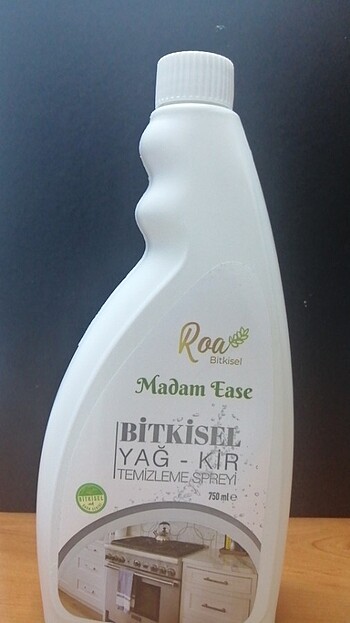 Roa
Bitkisel
Madam Ease
BİTKİSEL
YAĞ - KİR
TEMİZLEME SPREYİ
750 ml ℮